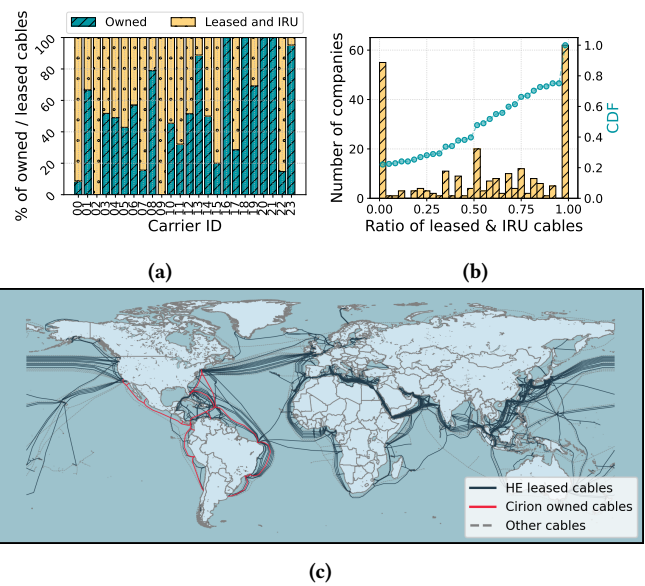 Owned Leased and IRU
% of owned / leased cables
100
80
60
40
20
0
00 01 02 03 04 05 06 07 08 09 10 11 12 13 14 15 16 17 18 19 20 21 22 23
Carrier ID
(a)
Number of companies
60
40
20
0
0.00 0.25 0.50 0.75 1.00
Ratio of leased & IRU cables
1.0
0.8
0.6
0.4
0.2
0.0
CDF
(b)
HE leased cables
Cirion owned cables
Other cables
(c)